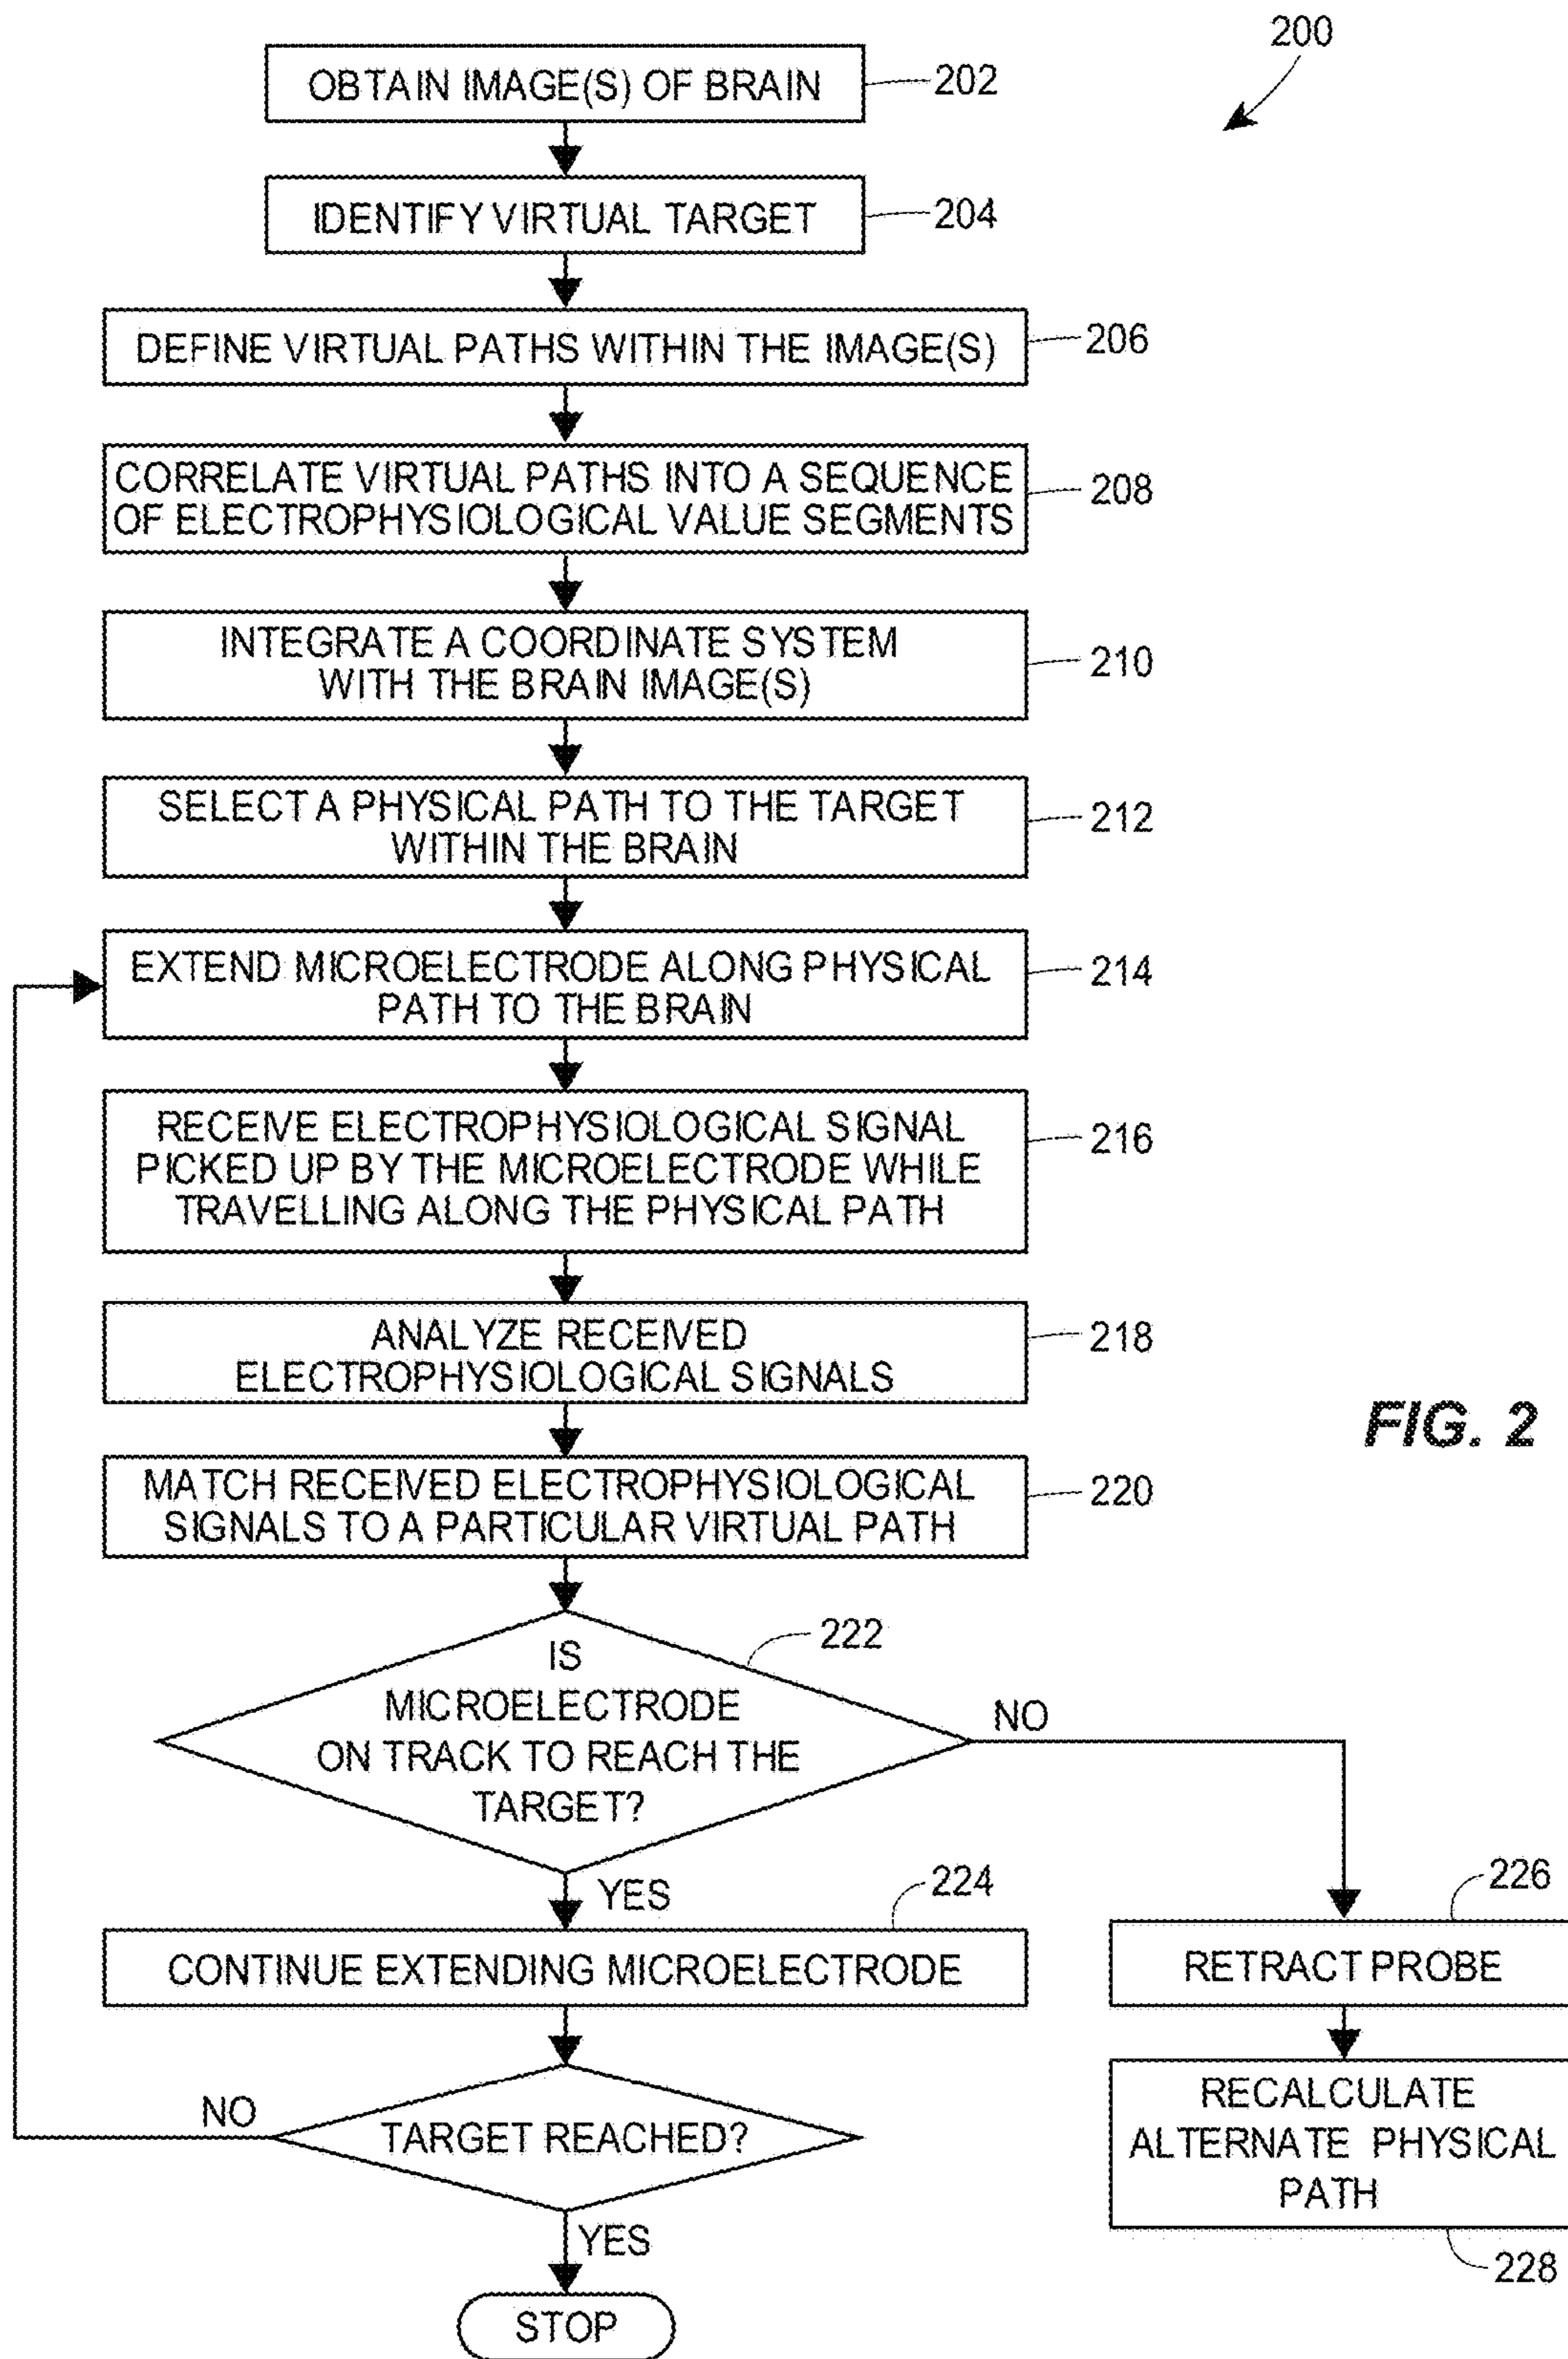 200
OBTAIN IMAGE(S) OF BRAIN
202
IDENTIFY VIRTUAL TARGET
204
DEFINE VIRTUAL PATHS WITHIN THE IMAGE(S)
206
CORRELATE VIRTUAL PATHS INTO A SEQUENCE
OF ELECTROPHYSIOLOGICAL VALUE SEGMENTS
208
INTEGRATE A COORDINATE SYSTEM
WITH THE BRAIN IMAGE(S)
210
SELECT A PHYSICAL PATH TO THE TARGET
WITHIN THE BRAIN
212
EXTEND MICROELECTRODE ALONG PHYSICAL
PATH TO THE BRAIN
214
RECEIVE ELECTROPHYSIOLOGICAL SIGNAL
PICKED UP BY THE MICROELECTRODE WHILE
TRAVELLING ALONG THE PHYSICAL PATH
216
ANALYZE RECEIVED
ELECTROPHYSIOLOGICAL SIGNALS
218
FIG. 2
MATCH RECEIVED ELECTROPHYSIOLOGICAL
SIGNALS TO A PARTICULAR VIRTUAL PATH
220
IS
MICROELECTRODE
ON TRACK TO REACH THE
TARGET?
222
NO
YES
224
CONTINUE EXTENDING MICROELECTRODE
226
RETRACT PROBE
TARGET REACHED?
NO
YES
STOP
RECALCULATE
ALTERNATE PHYSICAL
PATH
228